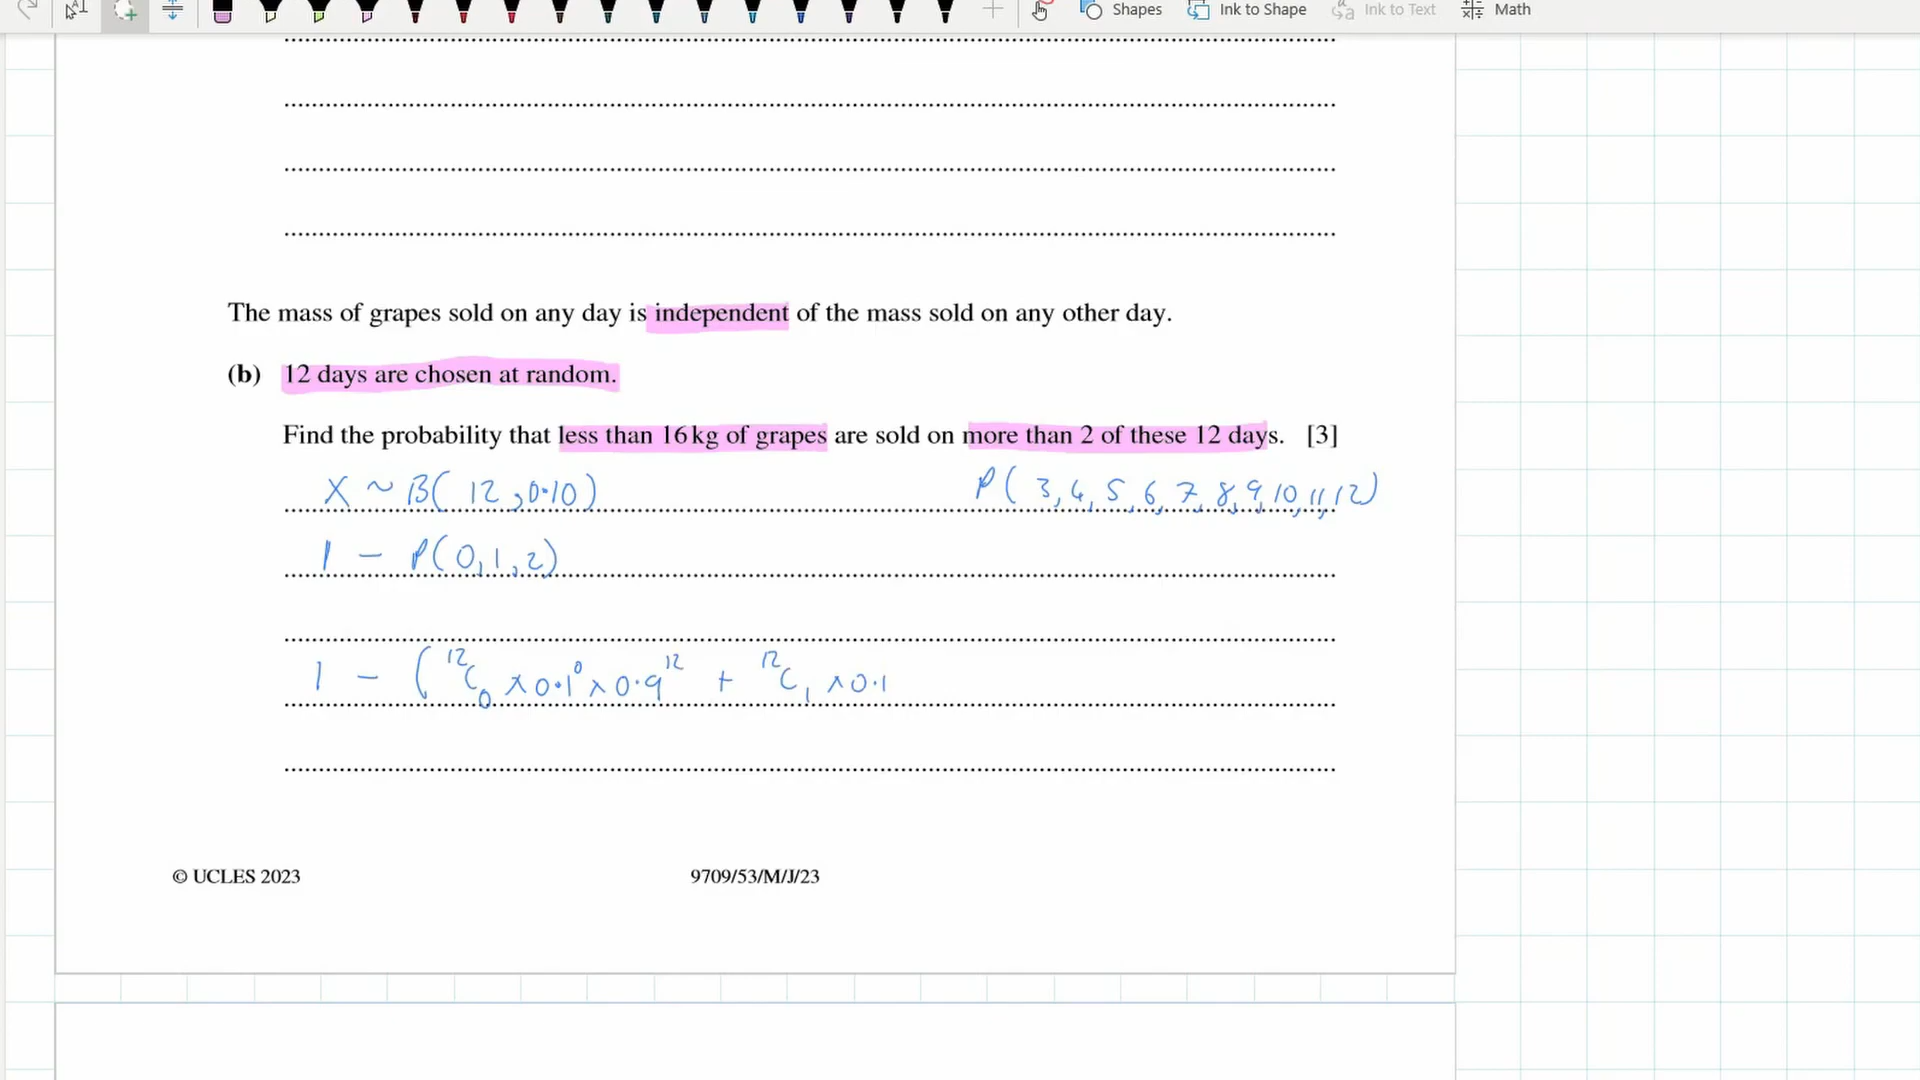 Shapes Ink to Shape Ink to Text Math
The mass of grapes sold on any day is independent of the mass sold on any other day.
(b) 12 days are chosen at random.
Find the probability that less than 16 kg of grapes are sold on more than 2 of these 12 days. [3]
X ~ B( 12 , 0·10 ) P( 3, 4, 5, 6, 7, 8, 9, 10, 11, 12 )
1 − P( 0, 1, 2 )
1 − ( ¹²C₀ × 0·1⁰ × 0·9¹² + ¹²C₁ × 0·1
© UCLES 2023 9709/53/M/J/23